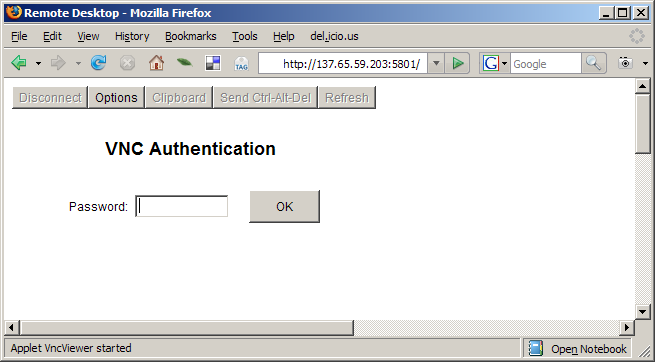 Remote Desktop - Mozilla Firefox
File Edit View History Bookmarks Tools Help del.icio.us
TAG http://137.65.59.203:5801/ G Google
Disconnect Options Clipboard Send Ctrl-Alt-Del Refresh
VNC Authentication
Password: OK
Applet VncViewer started Open Notebook